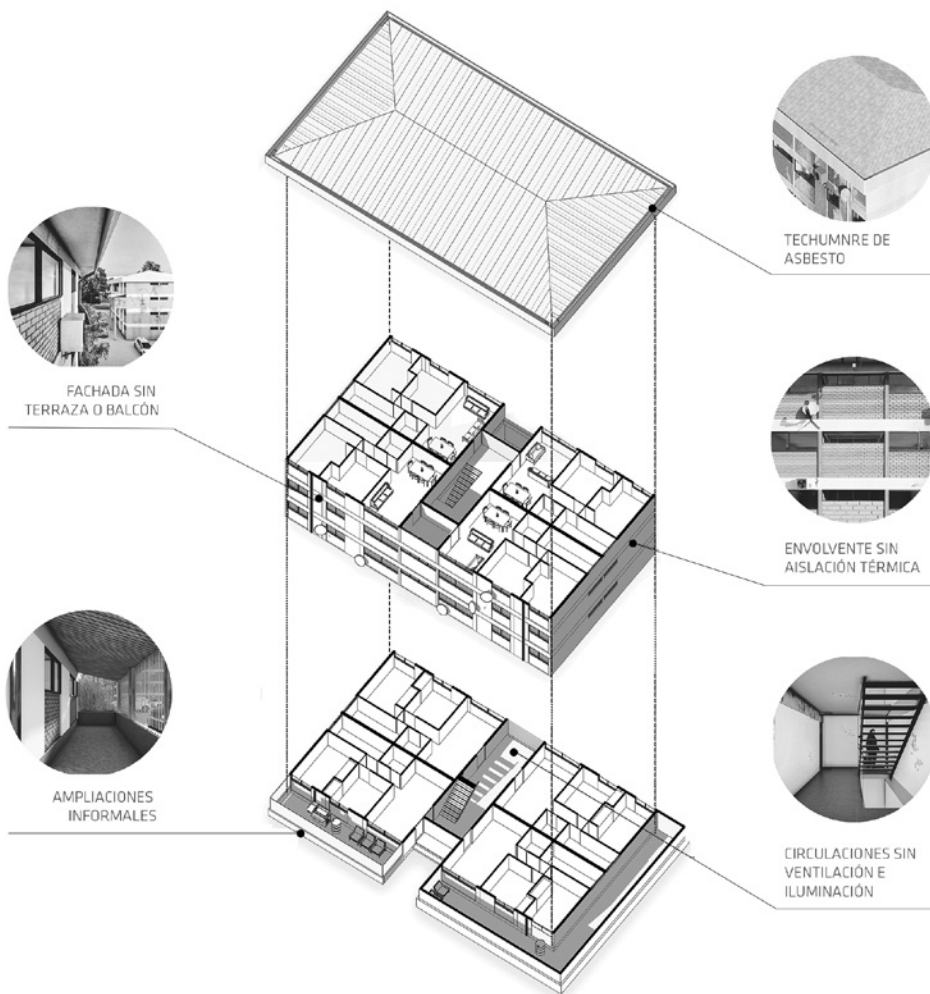 TECHUMNRE DE
ASBESTO
FACHADA SIN
TERRAZA O BALCÓN
ENVOLVENTE SIN
AISLACIÓN TÉRMICA
AMPLIACIONES
INFORMALES
CIRCULACIONES SIN
VENTILACIÓN E
ILUMINACIÓN